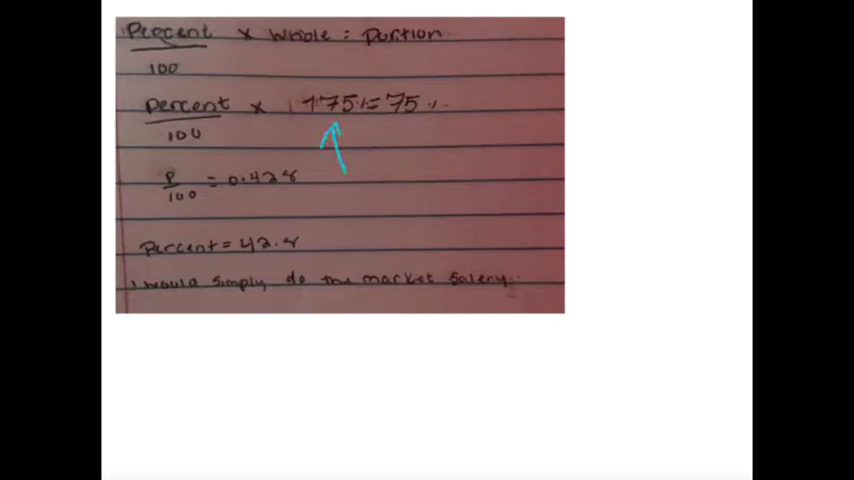 Percent x whole = Portion
100
Percent x 175% = 75%
100
P = 0.428
100
Percent = 42.8
I would simply do the market Salery.